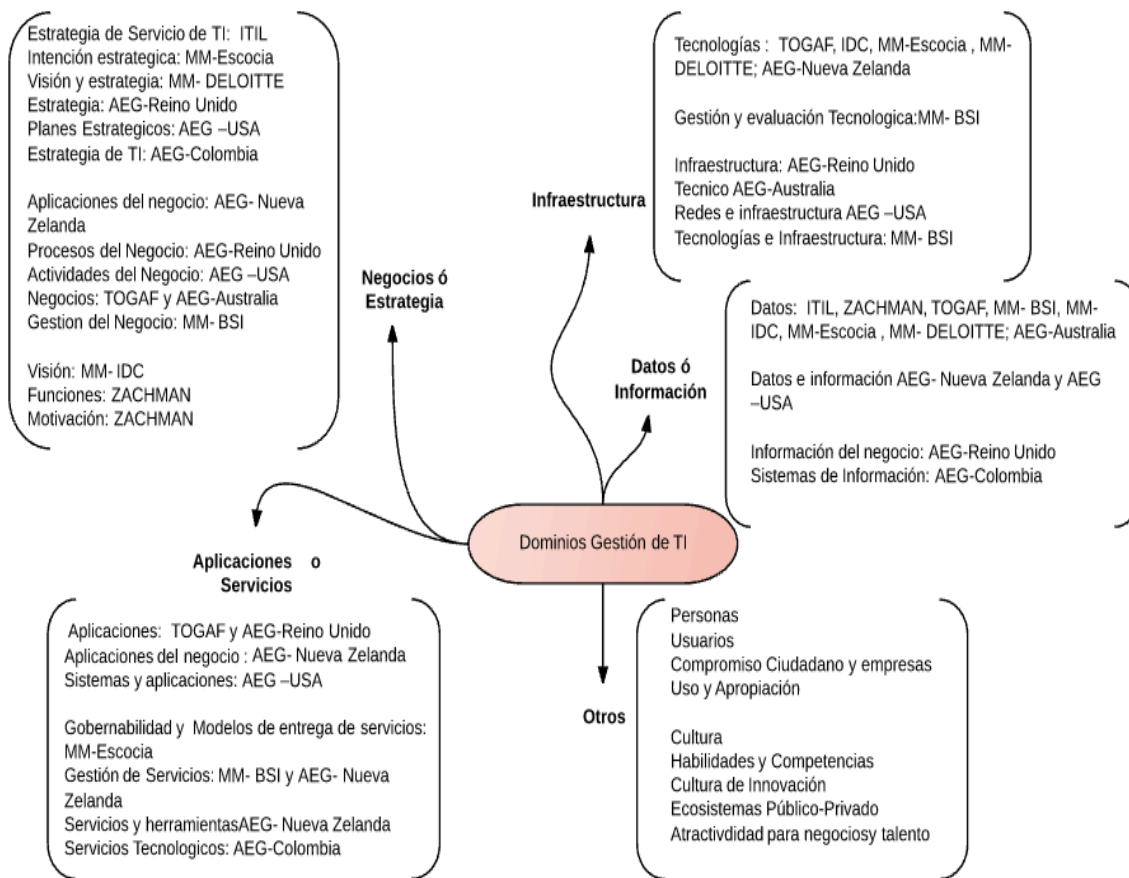 Estrategia de Servicio de TI: ITIL
Intención estrategica: MM-Escocia
Visión y estrategia: MM- DELOITTE
Estrategia: AEG-Reino Unido
Planes Estrategicos: AEG –USA
Estrategia de TI: AEG-Colombia
Aplicaciones del negocio: AEG- Nueva
Zelanda
Procesos del Negocio: AEG-Reino Unido
Actividades del Negocio: AEG –USA
Negocios: TOGAF y AEG-Australia
Gestion del Negocio: MM- BSI
Visión: MM- IDC
Funciones: ZACHMAN
Motivación: ZACHMAN
Negocios ó
Estrategia
Infraestructura
Tecnologías : TOGAF, IDC, MM-Escocia , MM-
DELOITTE; AEG-Nueva Zelanda
Gestión y evaluación Tecnologica:MM- BSI
Infraestructura: AEG-Reino Unido
Tecnico AEG-Australia
Redes e infraestructura AEG –USA
Tecnologías e Infraestructura: MM- BSI
Datos ó
Información
Datos: ITIL, ZACHMAN, TOGAF, MM- BSI, MM-
IDC, MM-Escocia , MM- DELOITTE; AEG-Australia
Datos e información AEG- Nueva Zelanda y AEG
–USA
Información del negocio: AEG-Reino Unido
Sistemas de Información: AEG-Colombia
Dominios Gestión de TI
Aplicaciones o
Servicios
Aplicaciones: TOGAF y AEG-Reino Unido
Aplicaciones del negocio : AEG- Nueva Zelanda
Sistemas y aplicaciones: AEG –USA
Gobernabilidad y Modelos de entrega de servicios:
MM-Escocia
Gestión de Servicios: MM- BSI y AEG- Nueva
Zelanda
Servicios y herramientasAEG- Nueva Zelanda
Servicios Tecnologicos: AEG-Colombia
Otros
Personas
Usuarios
Compromiso Ciudadano y empresas
Uso y Apropiación
Cultura
Habilidades y Competencias
Cultura de Innovación
Ecosistemas Público-Privado
Atractivdidad para negociosy talento